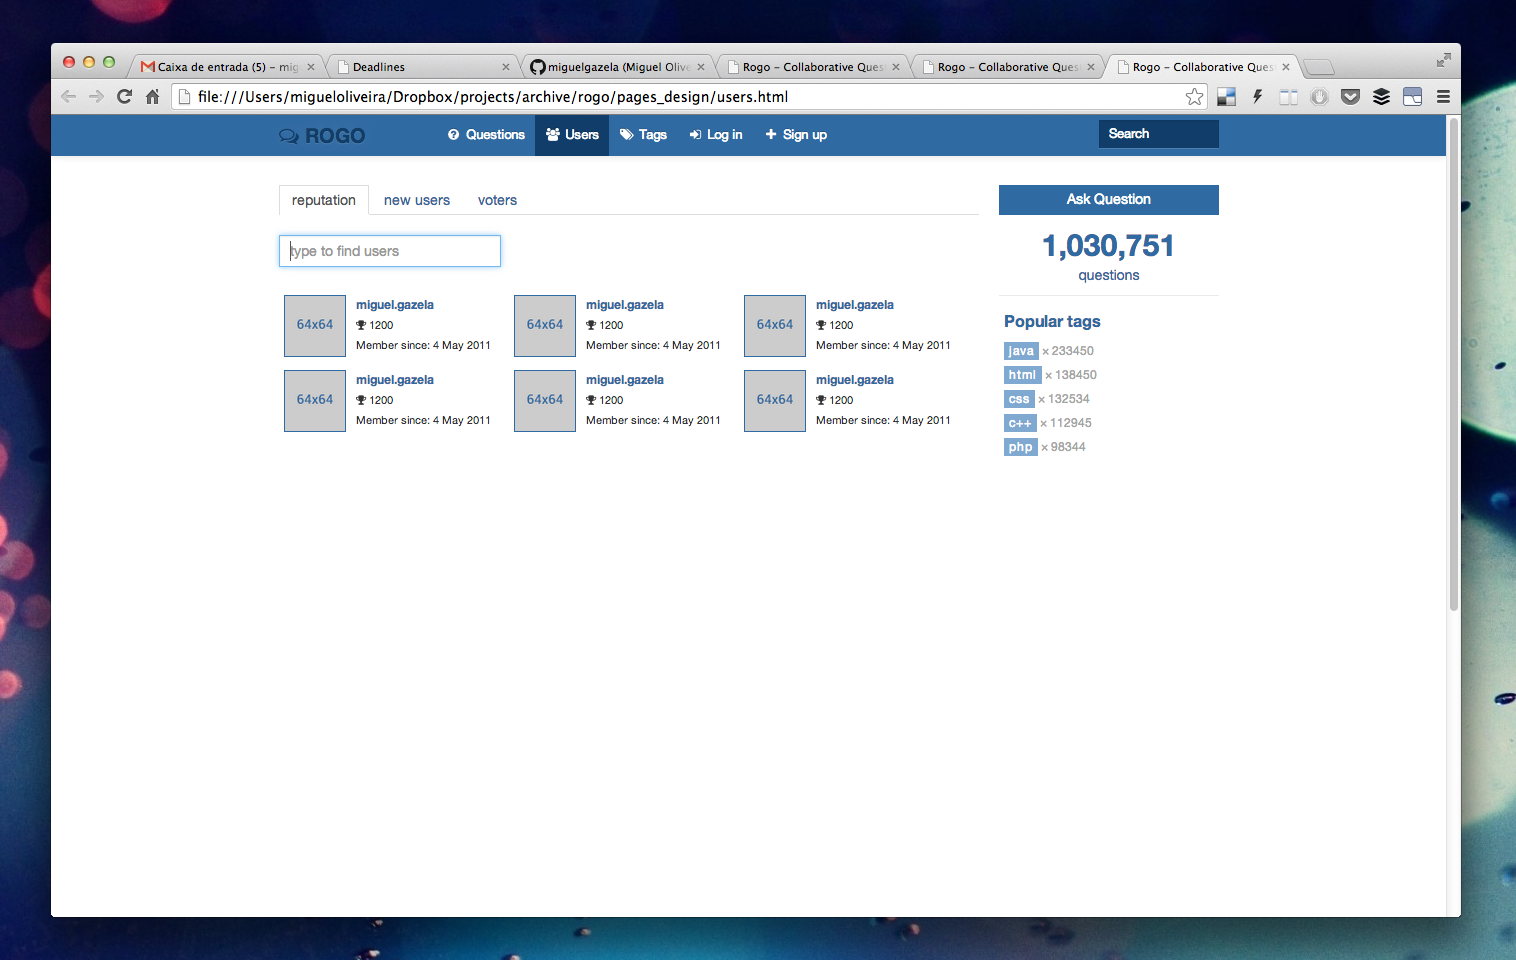 Caixa de entrada (5) – mig
Deadlines
miguelgazela (Miguel Olive
Rogo – Collaborative Ques
Rogo – Collaborative Ques
Rogo – Collaborative Ques
file:///Users/migueloliveira/Dropbox/projects/archive/rogo/pages_design/users.html
ROGO
Questions
Users
Tags
Log in
Sign up
Search
reputation
new users
voters
type to find users
64x64
miguel.gazela
1200
Member since: 4 May 2011
64x64
miguel.gazela
1200
Member since: 4 May 2011
64x64
miguel.gazela
1200
Member since: 4 May 2011
64x64
miguel.gazela
1200
Member since: 4 May 2011
64x64
miguel.gazela
1200
Member since: 4 May 2011
64x64
miguel.gazela
1200
Member since: 4 May 2011
Ask Question
1,030,751
questions
Popular tags
java × 233450
html × 138450
css × 132534
c++ × 112945
php × 98344